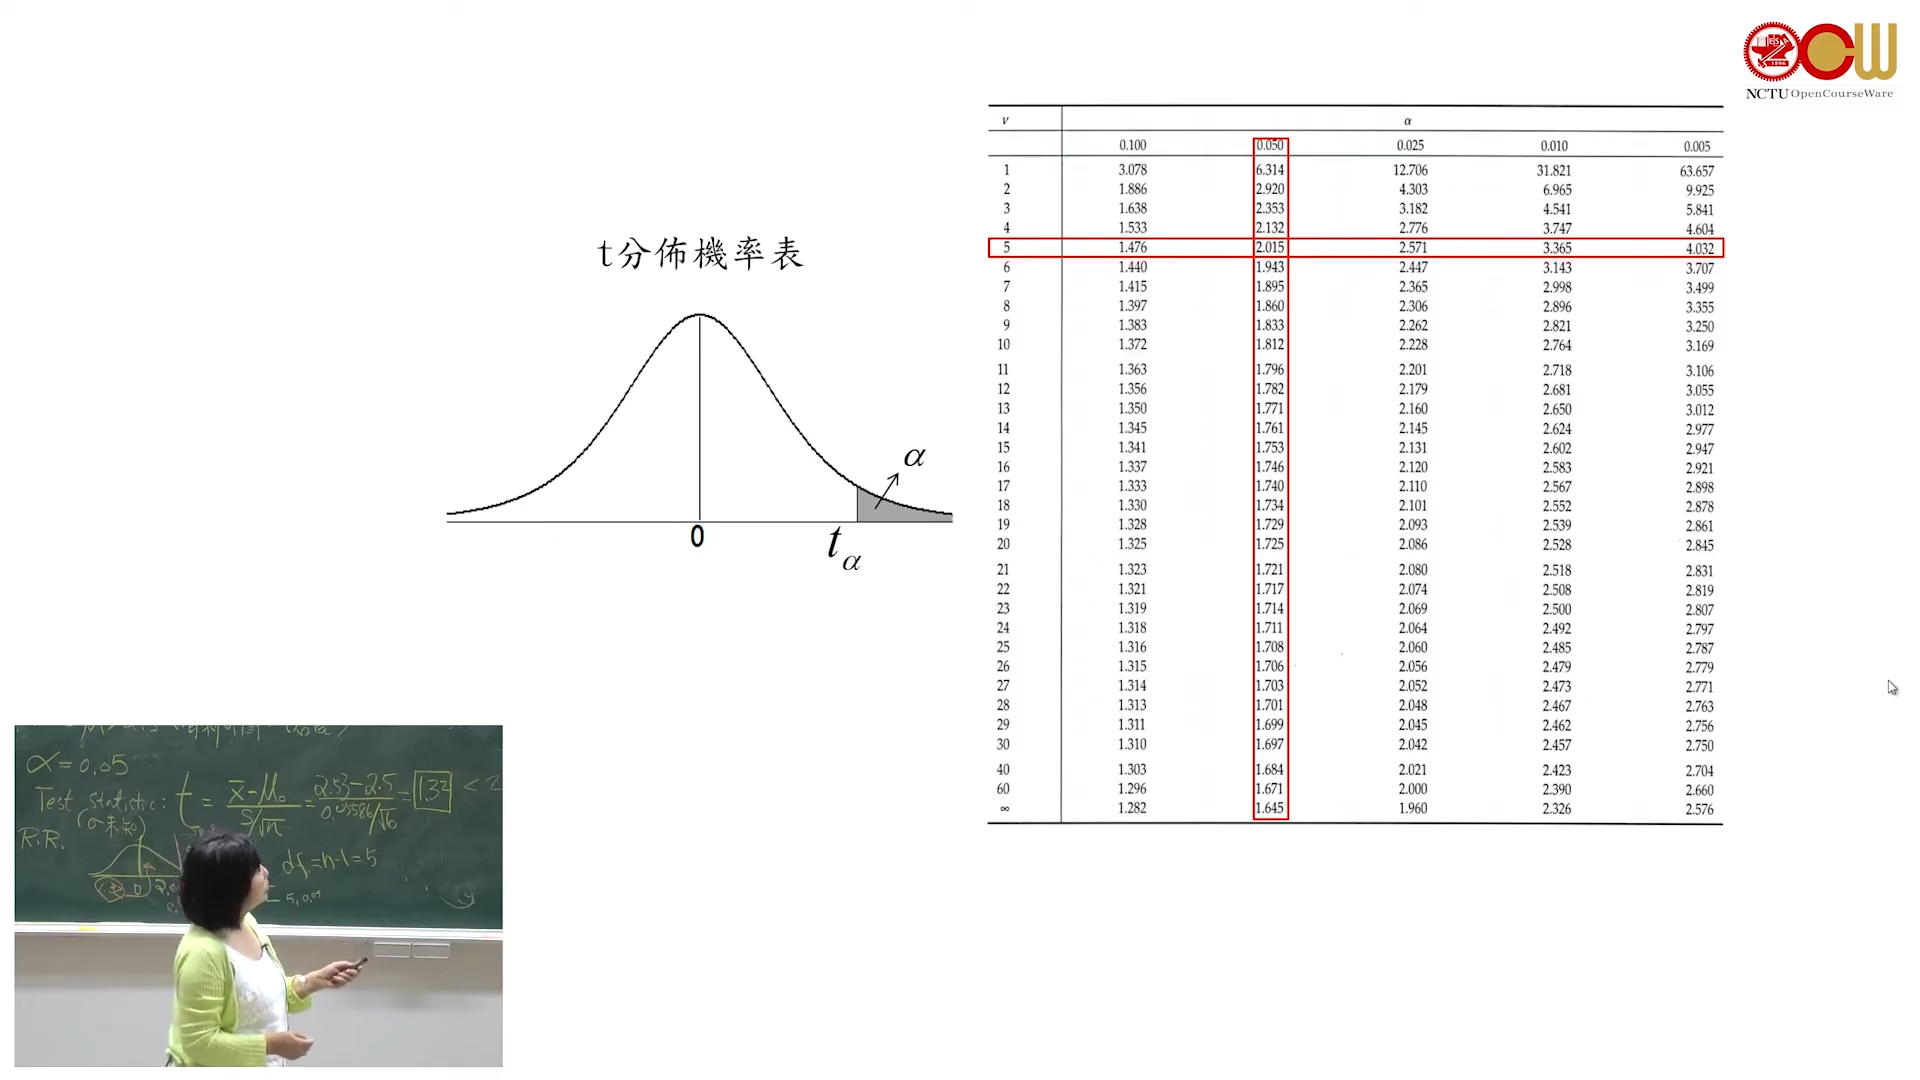 NCTU OpenCourseWare
t分佈機率表
α
0
tα
ν α
0.100 0.050 0.025 0.010 0.005
1 3.078 6.314 12.706 31.821 63.657
2 1.886 2.920 4.303 6.965 9.925
3 1.638 2.353 3.182 4.541 5.841
4 1.533 2.132 2.776 3.747 4.604
5 1.476 2.015 2.571 3.365 4.032
6 1.440 1.943 2.447 3.143 3.707
7 1.415 1.895 2.365 2.998 3.499
8 1.397 1.860 2.306 2.896 3.355
9 1.383 1.833 2.262 2.821 3.250
10 1.372 1.812 2.228 2.764 3.169
11 1.363 1.796 2.201 2.718 3.106
12 1.356 1.782 2.179 2.681 3.055
13 1.350 1.771 2.160 2.650 3.012
14 1.345 1.761 2.145 2.624 2.977
15 1.341 1.753 2.131 2.602 2.947
16 1.337 1.746 2.120 2.583 2.921
17 1.333 1.740 2.110 2.567 2.898
18 1.330 1.734 2.101 2.552 2.878
19 1.328 1.729 2.093 2.539 2.861
20 1.325 1.725 2.086 2.528 2.845
21 1.323 1.721 2.080 2.518 2.831
22 1.321 1.717 2.074 2.508 2.819
23 1.319 1.714 2.069 2.500 2.807
24 1.318 1.711 2.064 2.492 2.797
25 1.316 1.708 2.060 2.485 2.787
26 1.315 1.706 2.056 2.479 2.779
27 1.314 1.703 2.052 2.473 2.771
28 1.313 1.701 2.048 2.467 2.763
29 1.311 1.699 2.045 2.462 2.756
30 1.310 1.697 2.042 2.457 2.750
40 1.303 1.684 2.021 2.423 2.704
60 1.296 1.671 2.000 2.390 2.660
∞ 1.282 1.645 1.960 2.326 2.576
α=0.05
Test statistic: t = x̄-μ₀ / s/√n = 2.53-2.5 / 0.05586/√6 = 1.32 < 2
(σ未知)
R.R.
df=n-1=5
0
5,0.05